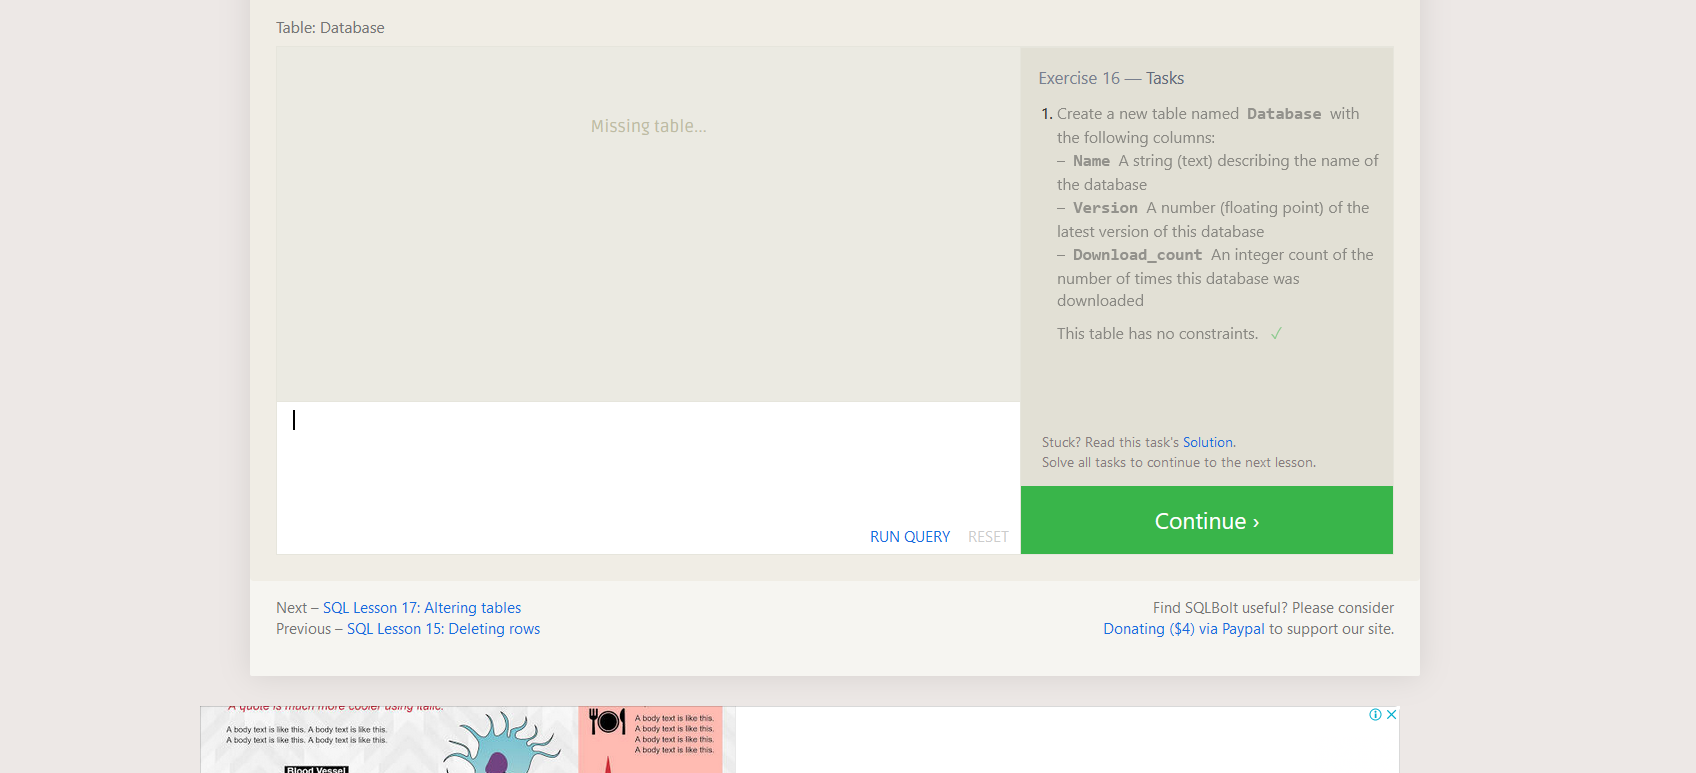 Table: Database
Missing table...
Exercise 16 — Tasks
1. Create a new table named Database with
the following columns:
– Name A string (text) describing the name of
the database
– Version A number (floating point) of the
latest version of this database
– Download_count An integer count of the
number of times this database was
downloaded
This table has no constraints. ✓
Stuck? Read this task's Solution.
Solve all tasks to continue to the next lesson.
RUN QUERY RESET
Continue ›
Next – SQL Lesson 17: Altering tables
Previous – SQL Lesson 15: Deleting rows
Find SQLBolt useful? Please consider
Donating ($4) via Paypal to support our site.
A quote is much more cooler using italic.
A body text is like this. A body text is like this.
A body text is like this. A body text is like this.
Blood Vessel
A body text is like this.
A body text is like this.
A body text is like this.
A body text is like this.